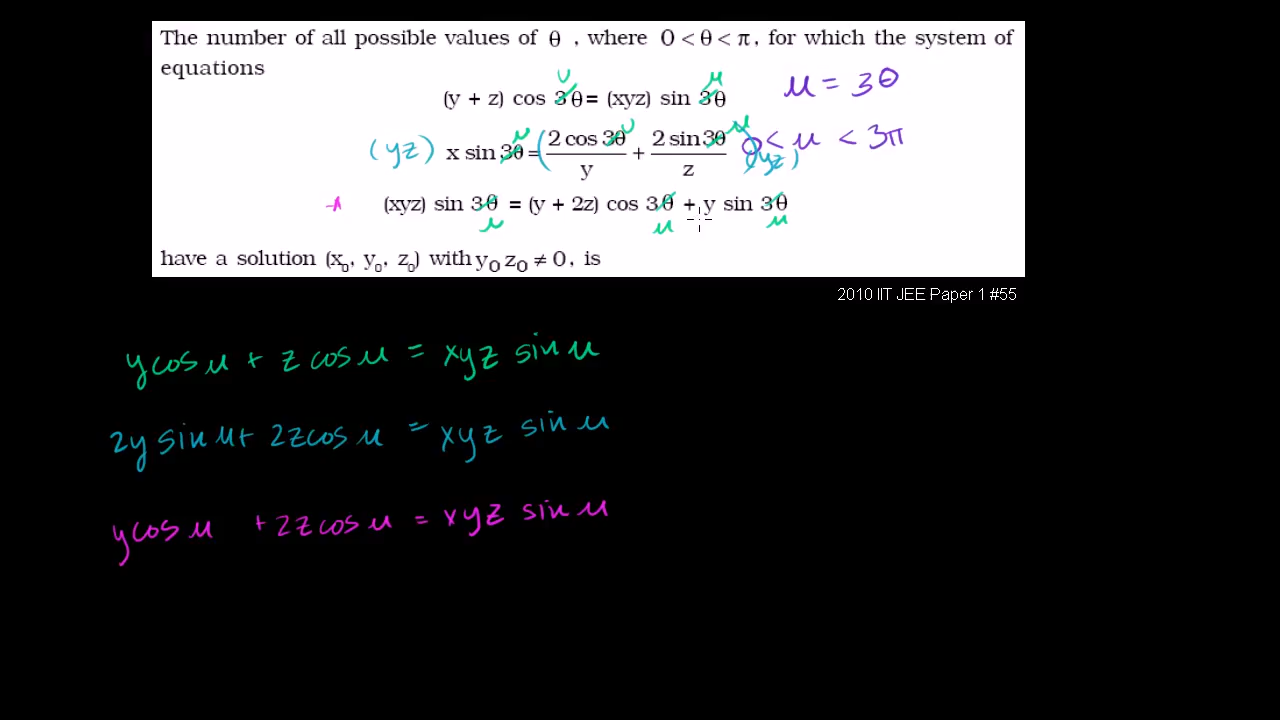 The number of all possible values of θ , where 0 < θ < π, for which the system of
equations
(y + z) cos 3θ = (xyz) sin 3θ
u u u = 3θ
(yz) x sin 3θ = (2 cos 3θ / y + 2 sin 3θ / z) (yz)
u u u 0 < u < 3π
(xyz) sin 3θ = (y + 2z) cos 3θ + y sin 3θ
u u u
have a solution (x₀, y₀, z₀) with y₀ z₀ ≠ 0, is
2010 IIT JEE Paper 1 #55
y cos u + z cos u = xyz sin u
2y sin u + 2z cos u = xyz sin u
y cos u + 2z cos u = xyz sin u